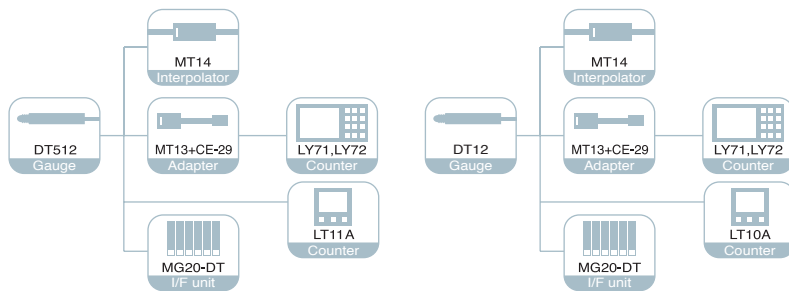 MT14
Interpolator
DT512
Gauge
MT13+CE-29
Adapter
LY71,LY72
Counter
LT11A
Counter
MG20-DT
I/F unit
MT14
Interpolator
DT12
Gauge
MT13+CE-29
Adapter
LY71,LY72
Counter
LT10A
Counter
MG20-DT
I/F unit